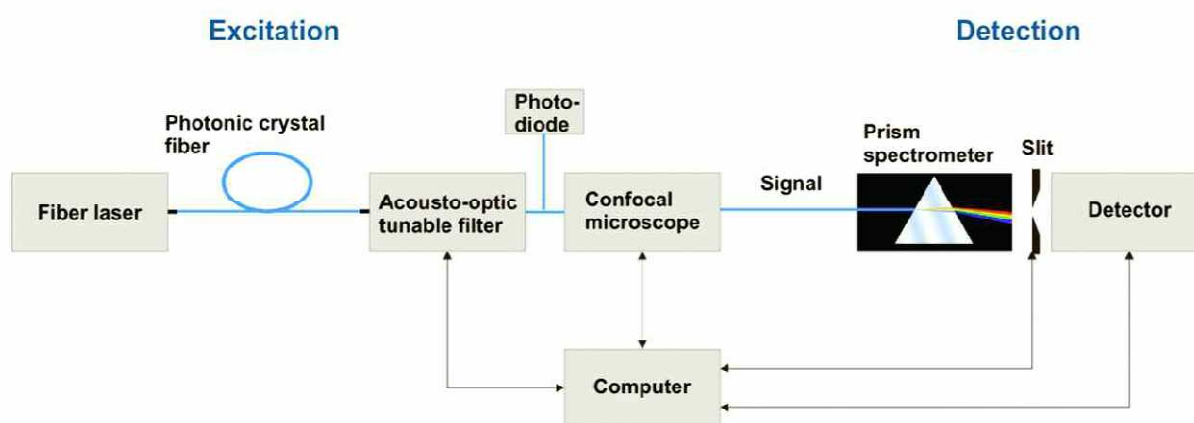 Excitation
Detection
Photonic crystal
fiber
Photo-
diode
Prism
spectrometer
Slit
Signal
Fiber laser
Acousto-optic
tunable filter
Confocal
microscope
Detector
Computer